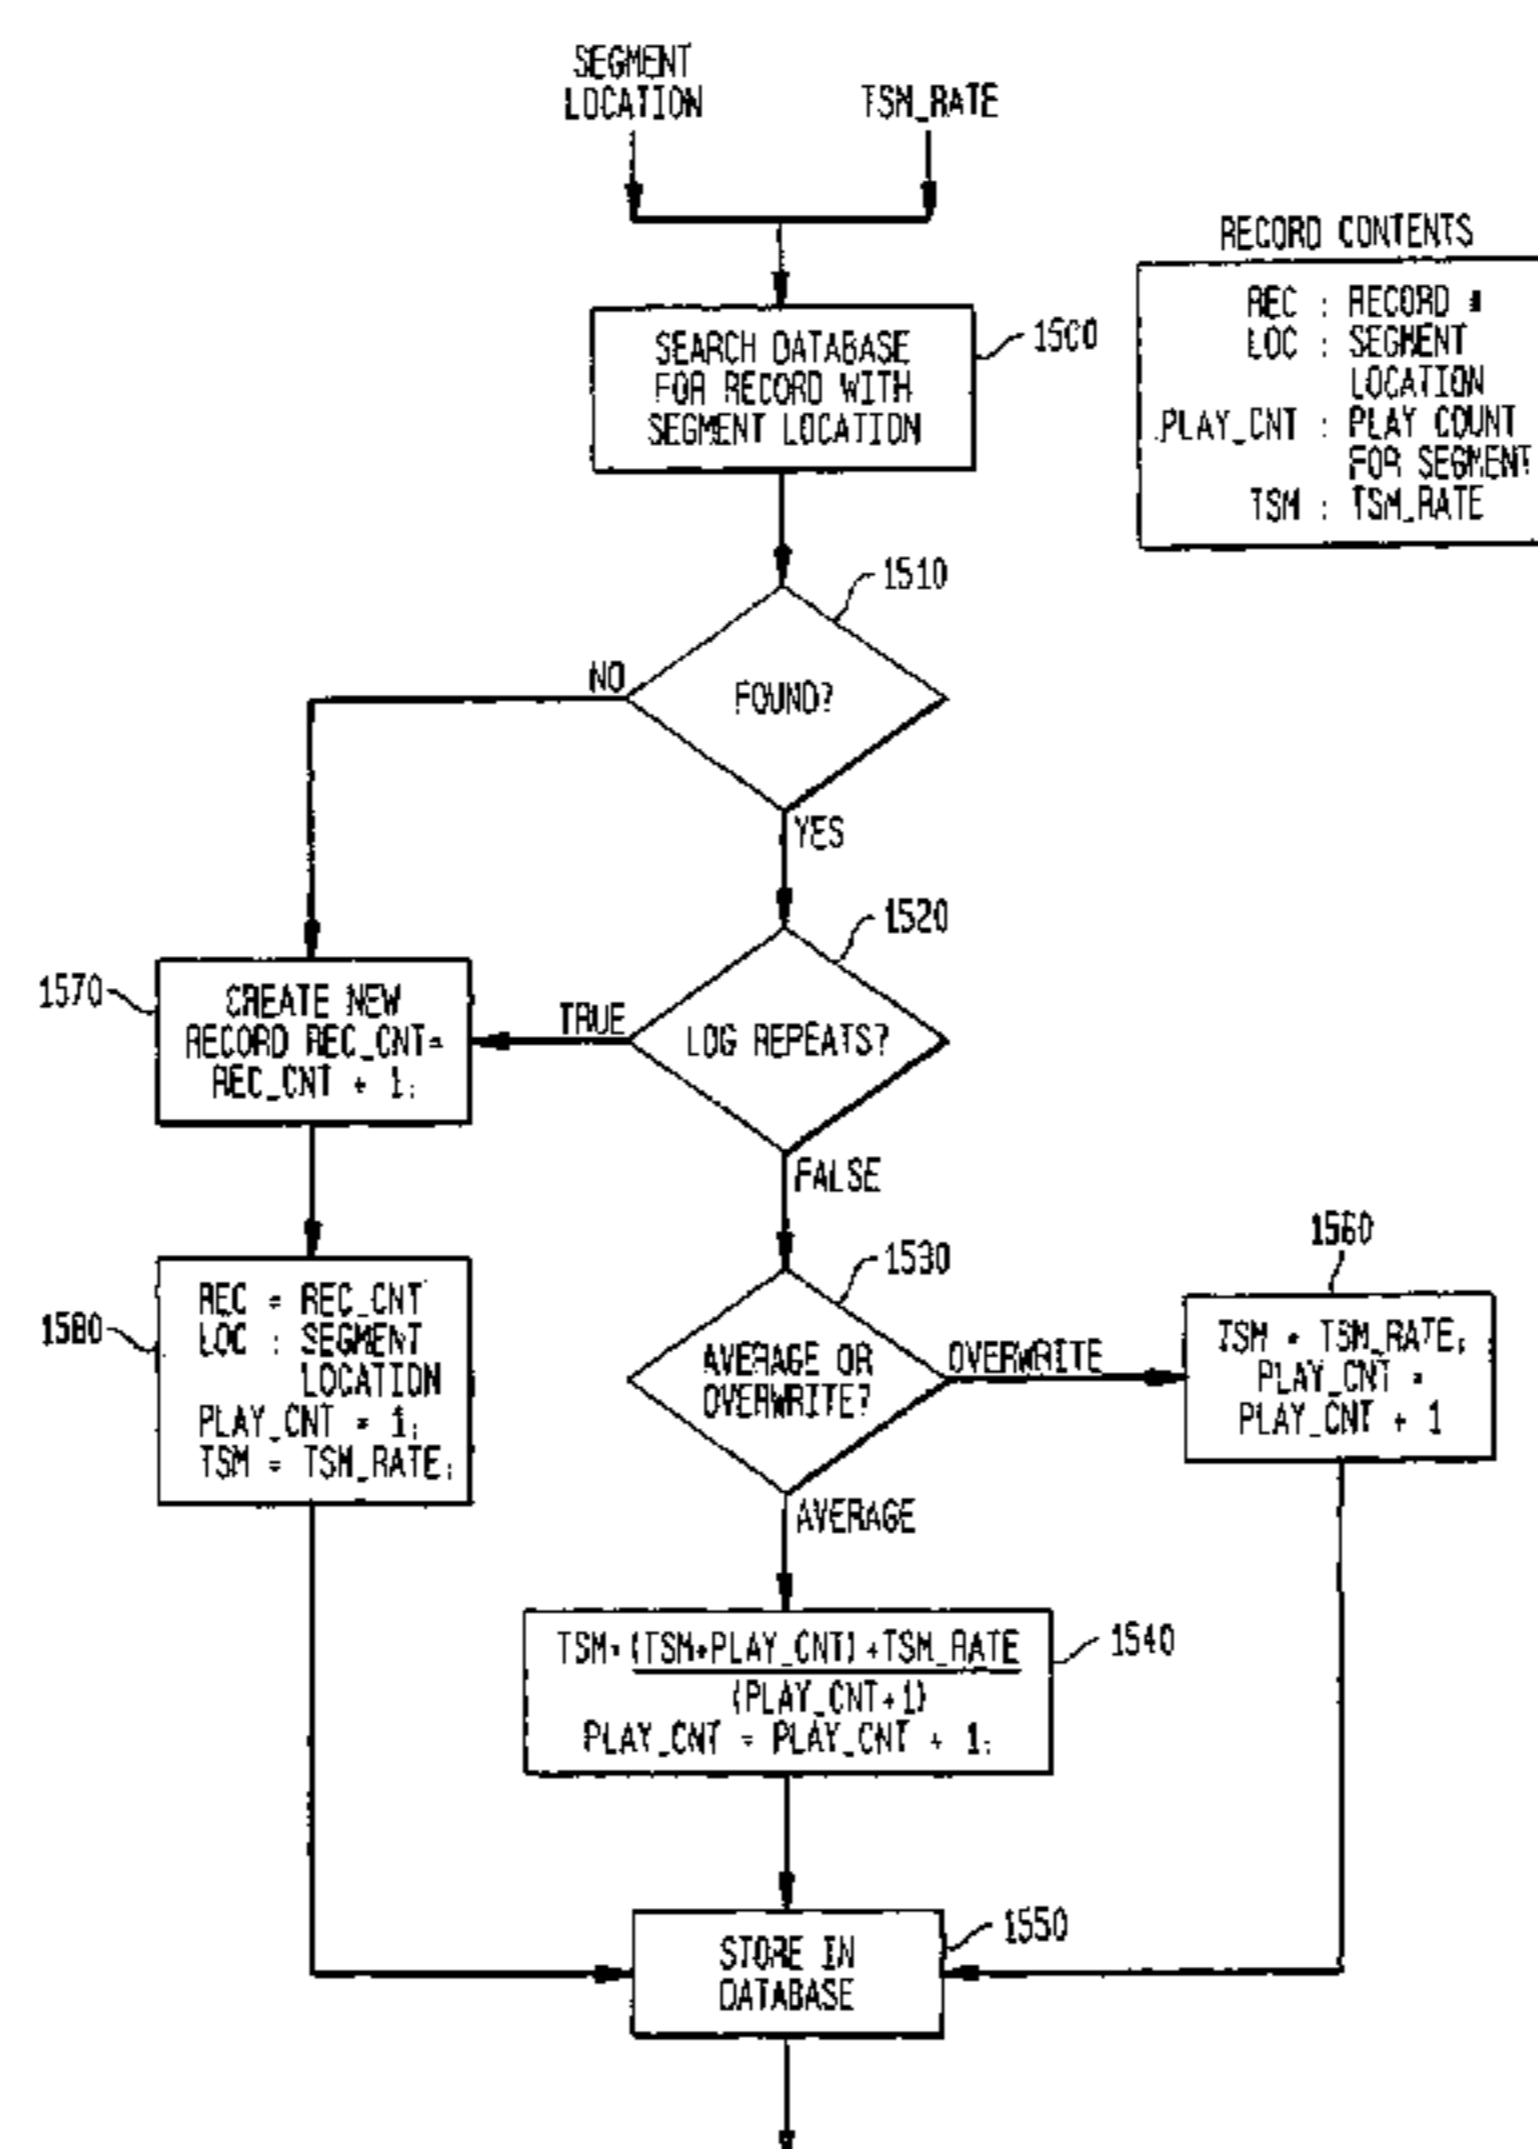 SEGMENT
LOCATION
TSM_RATE
RECORD CONTENTS
REC : RECORD #
LOC : SEGMENT
LOCATION
PLAY_CNT : PLAY COUNT
FOR SEGMENT
TSM : TSM_RATE
SEARCH DATABASE
FOR RECORD WITH
SEGMENT LOCATION
1500
1510
FOUND?
NO
YES
1520
LOG REPEATS?
TRUE
FALSE
1570
CREATE NEW
RECORD REC_CNT=
REC_CNT + 1;
1580
REC = REC_CNT
LOC : SEGMENT
LOCATION
PLAY_CNT = 1;
TSM = TSM_RATE;
1530
AVERAGE OR
OVERWRITE?
OVERWRITE
AVERAGE
1560
TSM = TSM_RATE;
PLAY_CNT =
PLAY_CNT + 1
1540
TSM=(TSM*PLAY_CNT)+TSM_RATE
(PLAY_CNT+1)
PLAY_CNT = PLAY_CNT + 1;
1550
STORE IN
DATABASE